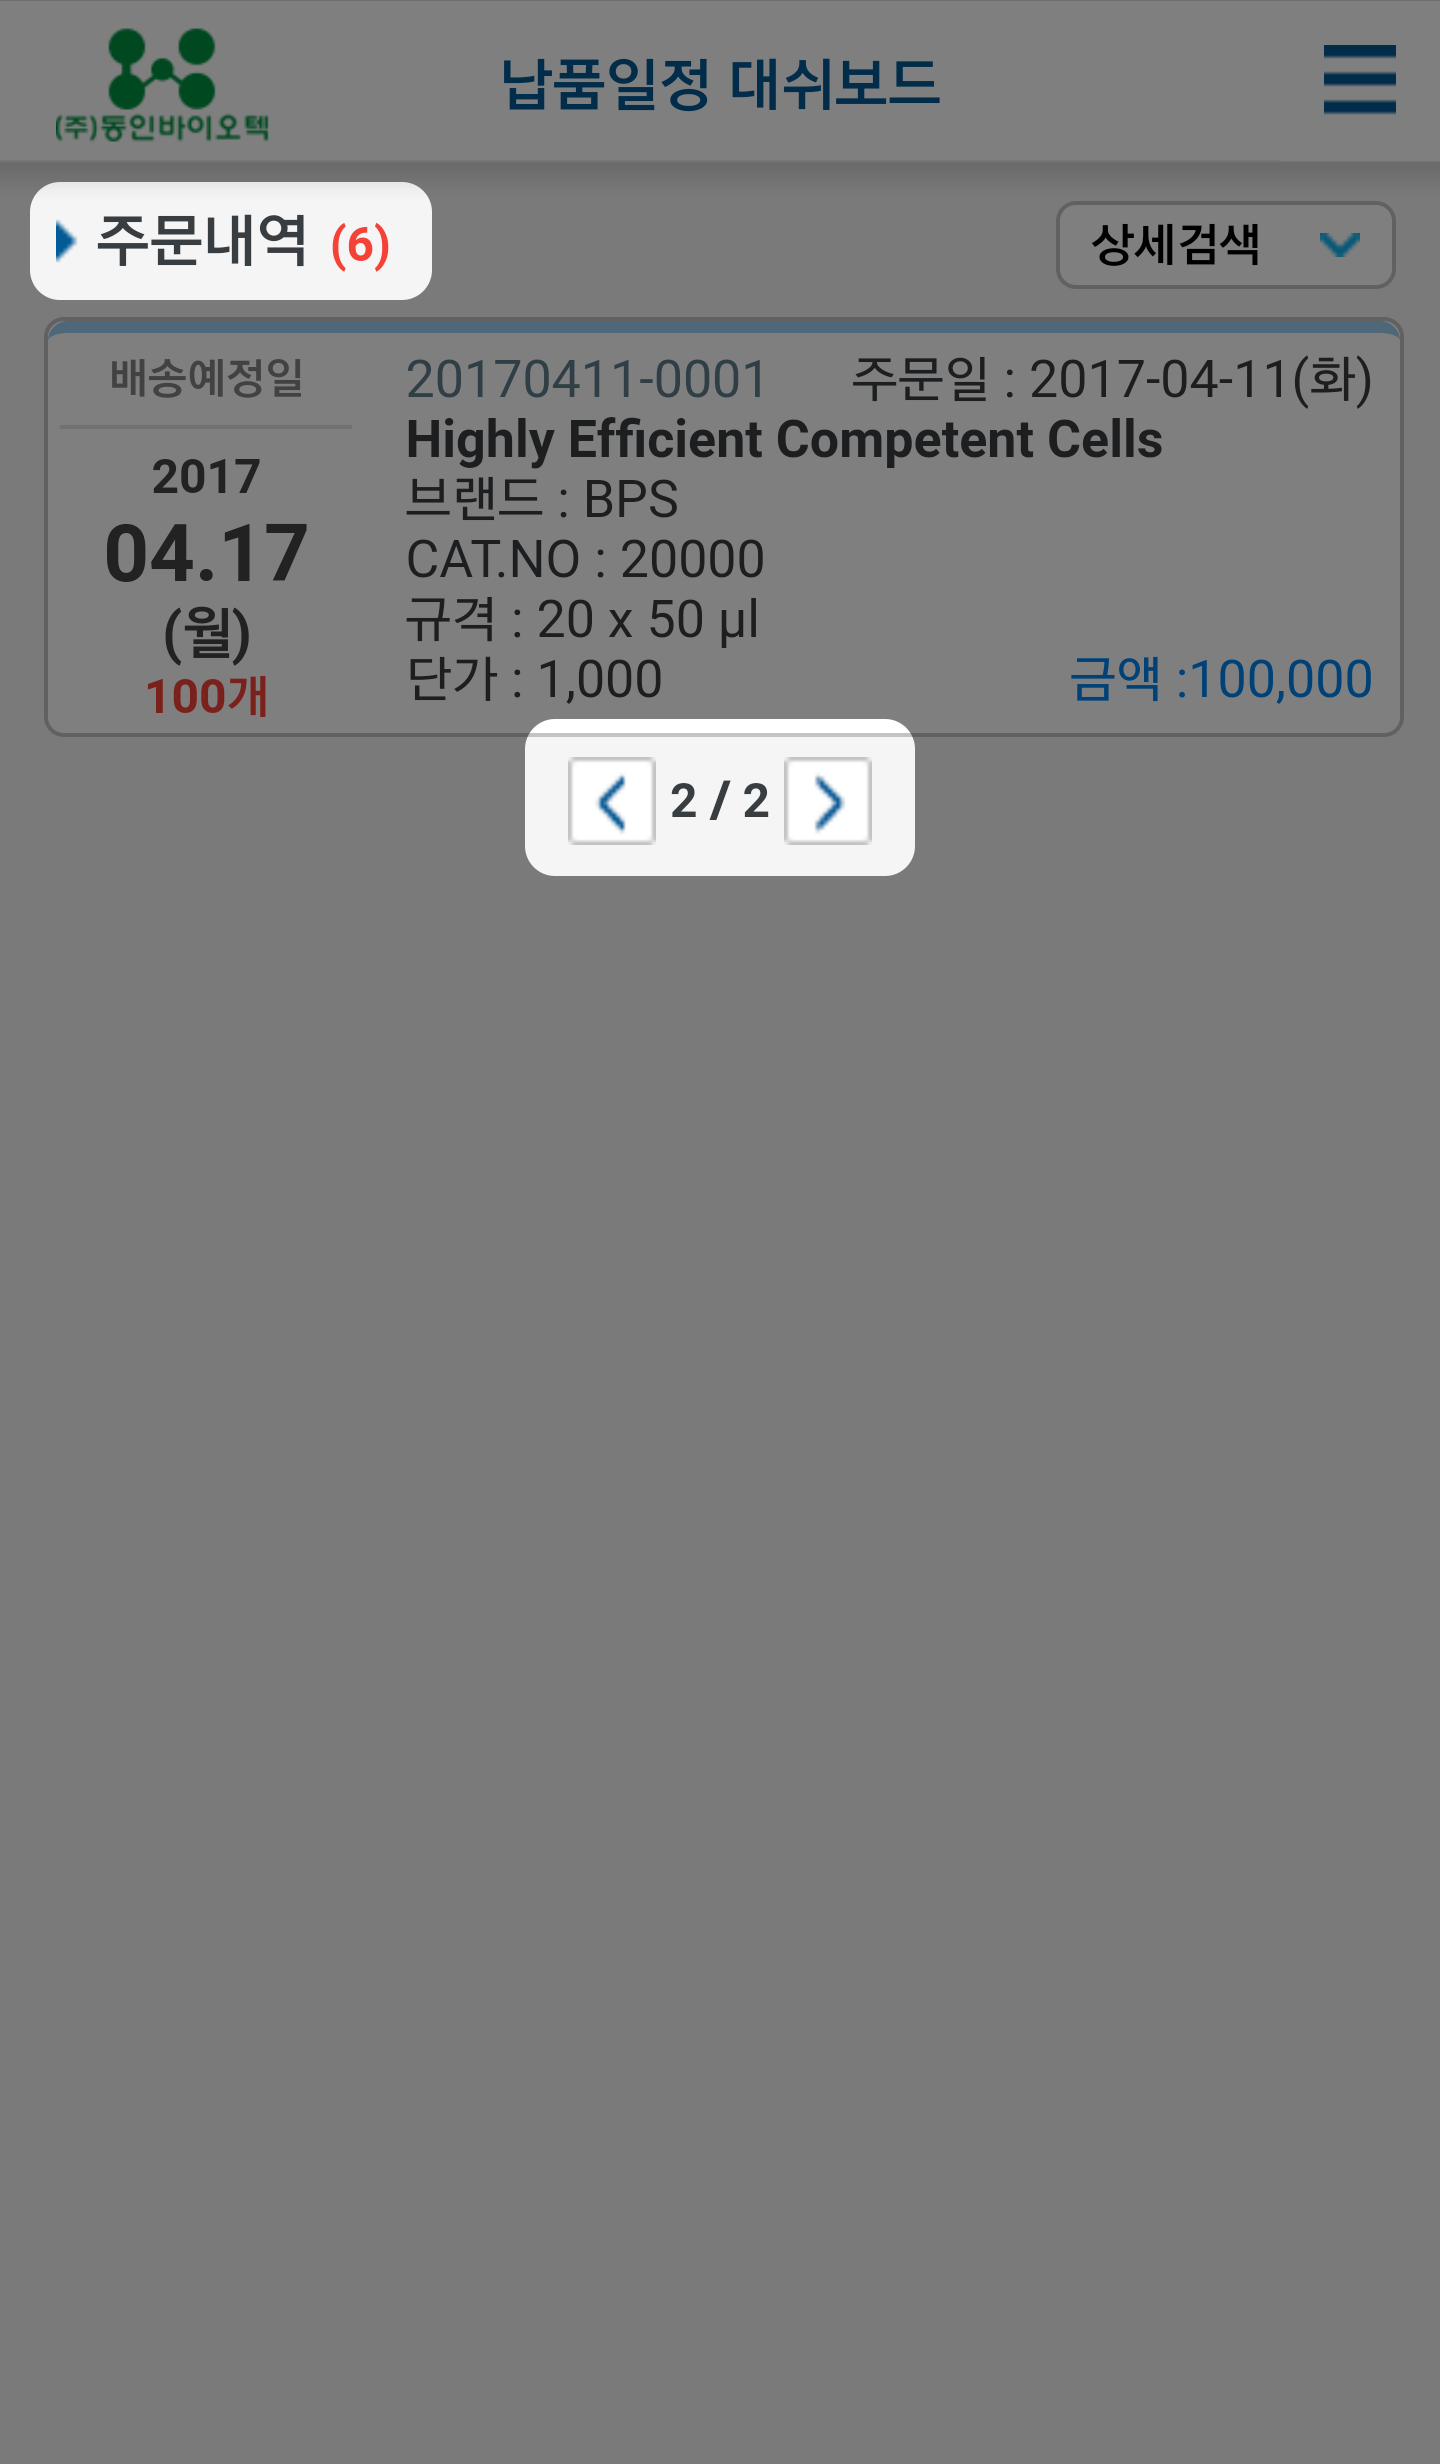 (주)동인바이오텍
납품일정 대쉬보드
주문내역 (6)
상세검색
배송예정일
2017
04.17
(월)
100개
20170411-0001 주문일 : 2017-04-11(화)
Highly Efficient Competent Cells
브랜드 : BPS
CAT.NO : 20000
규격 : 20 x 50 µl
단가 : 1,000 금액 :100,000
2 / 2